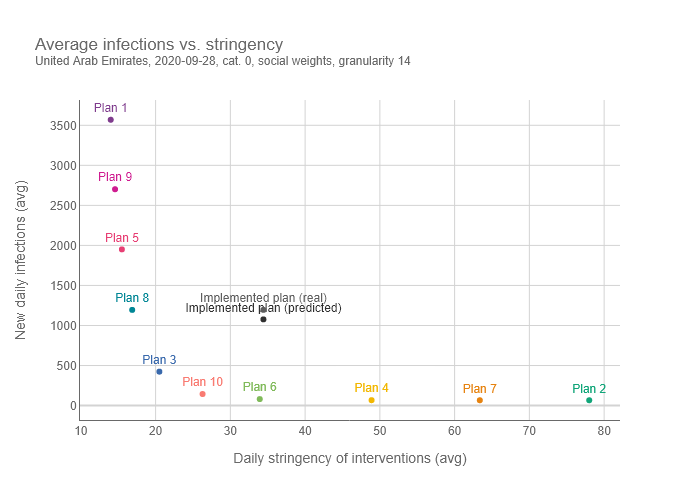 Average infections vs. stringency
United Arab Emirates, 2020-09-28, cat. 0, social weights, granularity 14
New daily infections (avg)
3500
3000
2500
2000
1500
1000
500
0
Plan 1
Plan 9
Plan 5
Plan 8
Implemented plan (real)
Implemented plan (predicted)
Plan 3
Plan 10
Plan 6
Plan 4
Plan 7
Plan 2
10
20
30
40
50
60
70
80
Daily stringency of interventions (avg)